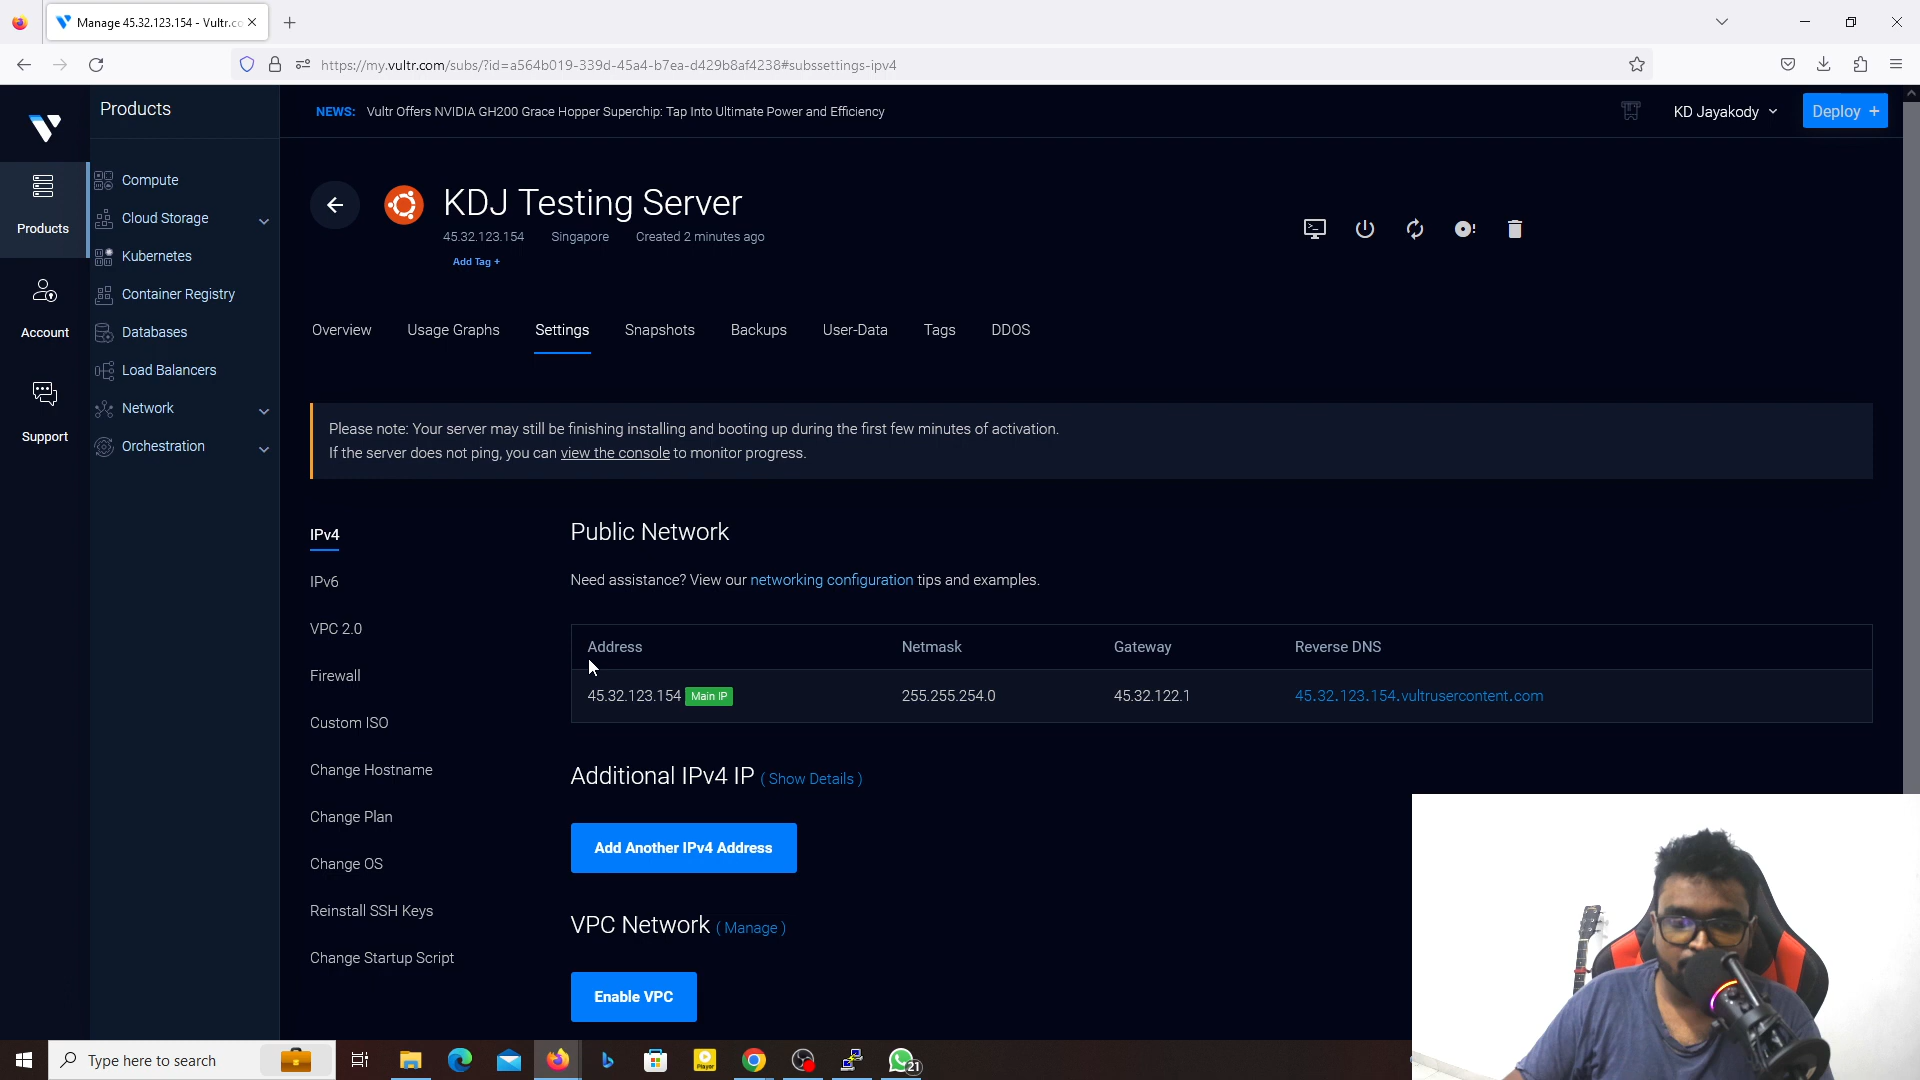 Manage 45.32.123.154 - Vultr.co
https://my.vultr.com/subs/?id=a564b019-339d-45a4-b7ea-d429b8af4238#subssettings-ipv4
Products
NEWS: Vultr Offers NVIDIA GH200 Grace Hopper Superchip: Tap Into Ultimate Power and Efficiency
KD Jayakody
Deploy +
Products
Account
Support
Compute
Cloud Storage
Kubernetes
Container Registry
Databases
Load Balancers
Network
Orchestration
KDJ Testing Server
45.32.123.154 Singapore Created 2 minutes ago
Add Tag +
Overview Usage Graphs Settings Snapshots Backups User-Data Tags DDOS
Please note: Your server may still be finishing installing and booting up during the first few minutes of activation.
If the server does not ping, you can view the console to monitor progress.
IPv4
IPv6
VPC 2.0
Firewall
Custom ISO
Change Hostname
Change Plan
Change OS
Reinstall SSH Keys
Change Startup Script
Public Network
Need assistance? View our networking configuration tips and examples.
Address Netmask Gateway Reverse DNS
45.32.123.154 Main IP 255.255.254.0 45.32.122.1 45.32.123.154.vultrusercontent.com
Additional IPv4 IP ( Show Details )
Add Another IPv4 Address
VPC Network ( Manage )
Enable VPC
Type here to search
Player
21